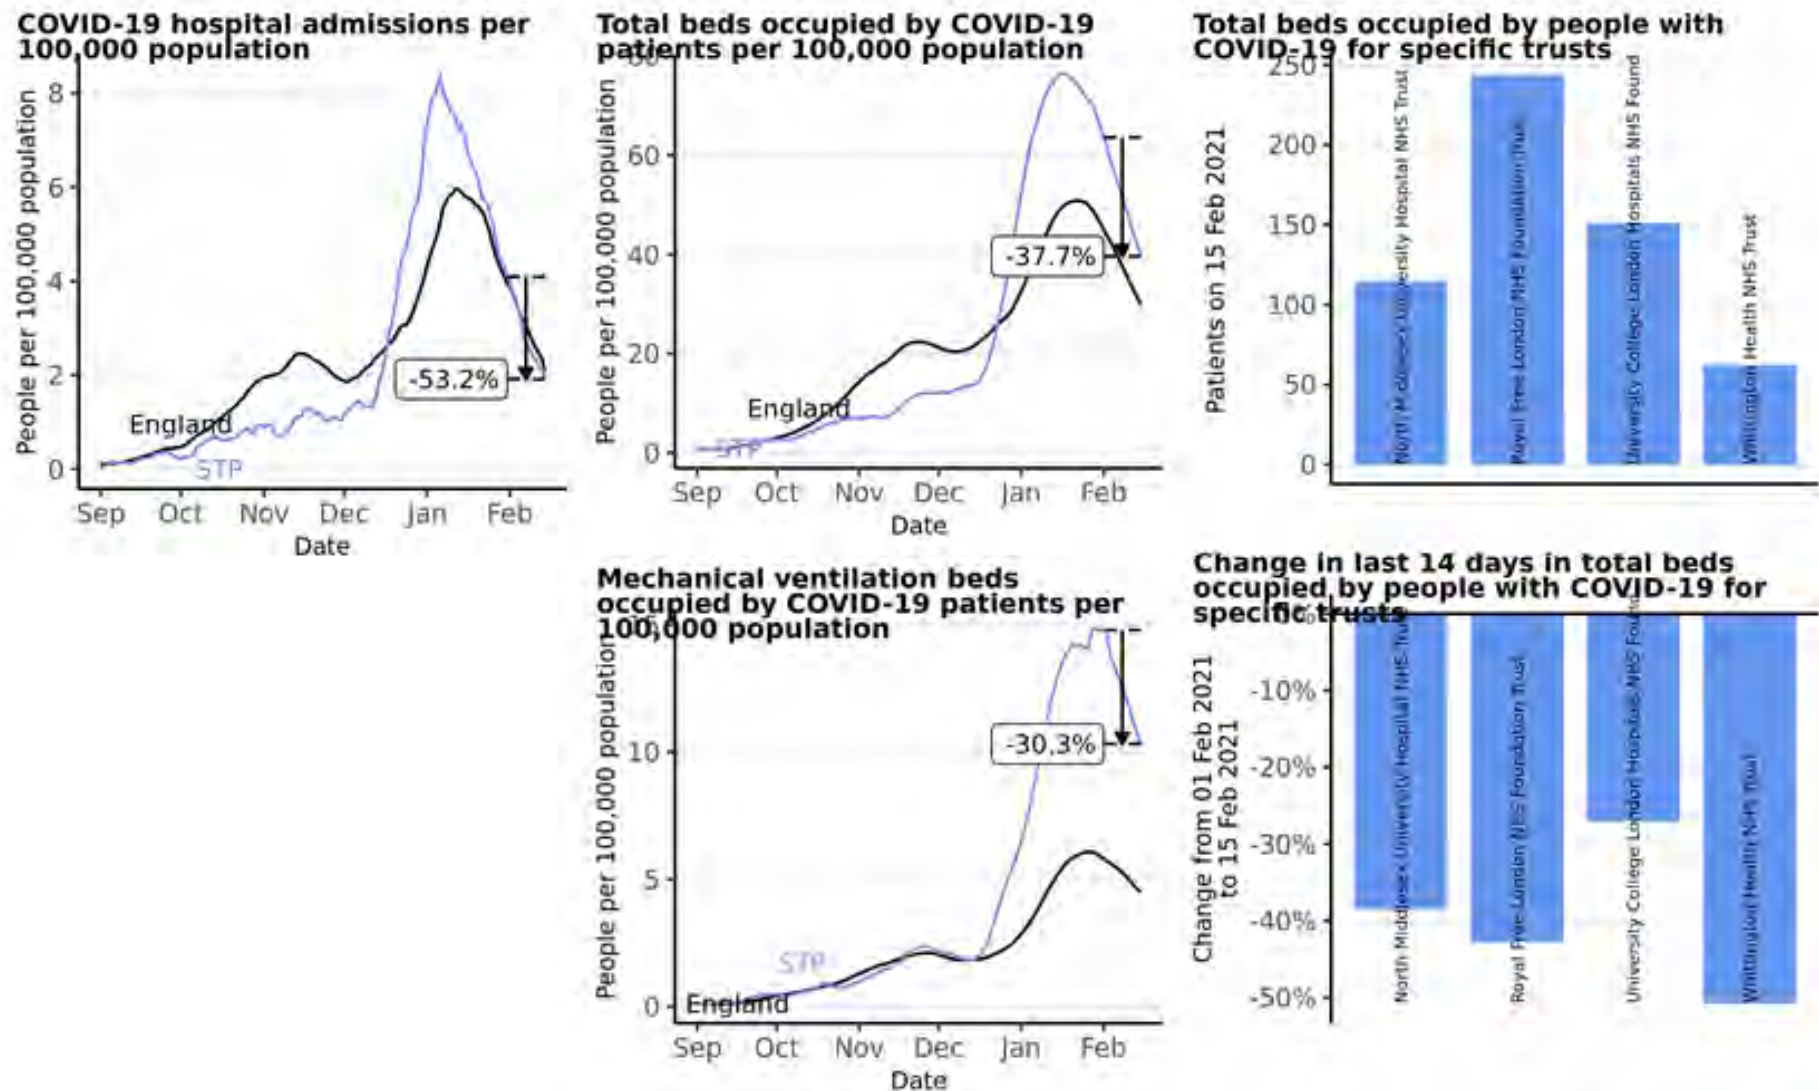 COVID-19 hospital admissions per
100,000 population
People per 100,000 population
8
6
4
2
0
England
STP
-53.2%
Sep Oct Nov Dec Jan Feb
Date
Total beds occupied by COVID-19
patients per 100,000 population
People per 100,000 population
80
60
40
20
0
England
STP
-37.7%
Sep Oct Nov Dec Jan Feb
Date
Total beds occupied by people with
COVID-19 for specific trusts
Patients on 15 Feb 2021
250
200
150
100
50
0
North Middlesex University Hospital NHS Trust
Royal Free London NHS Foundation Trust
University College London Hospitals NHS Found
Whittington Health NHS Trust
Mechanical ventilation beds
occupied by COVID-19 patients per
100,000 population
People per 100,000 population
15
10
5
0
STP
England
-30.3%
Sep Oct Nov Dec Jan Feb
Date
Change in last 14 days in total beds
occupied by people with COVID-19 for
specific trusts
Change from 01 Feb 2021
to 15 Feb 2021
0%
-10%
-20%
-30%
-40%
-50%
North Middlesex University Hospital NHS Trust
Royal Free London NHS Foundation Trust
University College London Hospitals NHS Found
Whittington Health NHS Trust